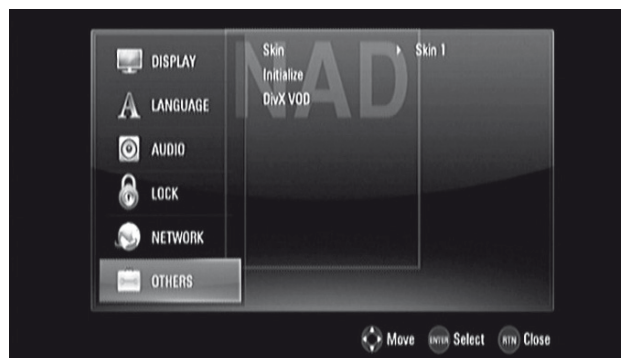 NAD
DISPLAY
LANGUAGE
AUDIO
LOCK
NETWORK
OTHERS
Skin Skin 1
Initialize
DivX VOD
Move ENTER Select RTN Close